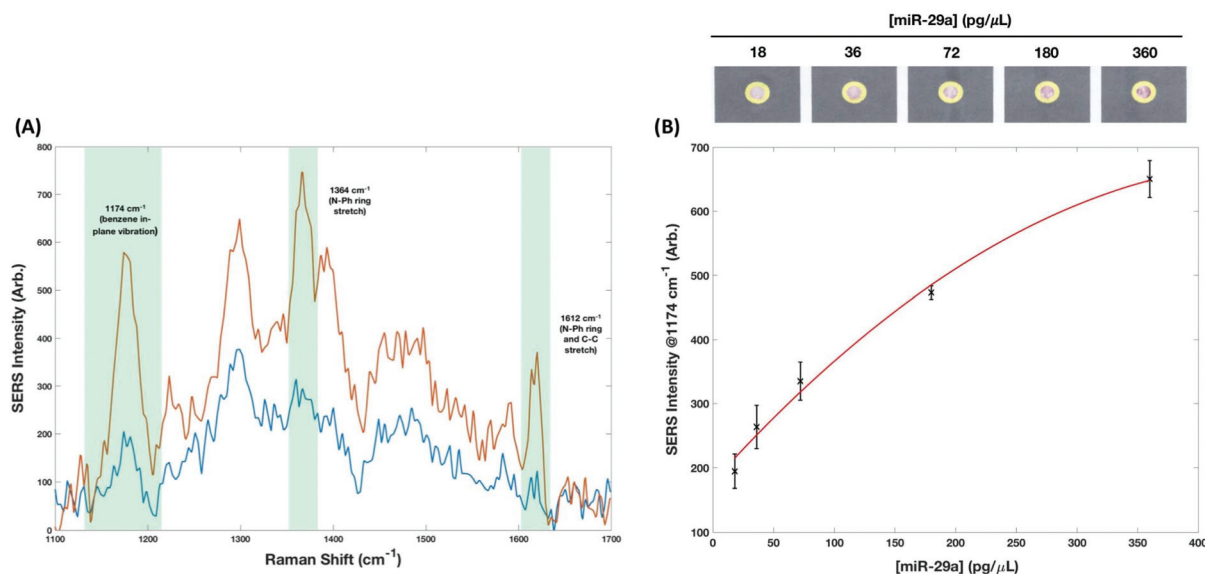 [miR-29a] (pg/μL)
18 36 72 180 360
(A)
(B)
800
700
600
500
400
300
200
100
0
SERS Intensity (Arb.)
1174 cm⁻¹
(benzene in-
plane vibration)
1364 cm⁻¹
(N-Ph ring
stretch)
1612 cm⁻¹
(N-Ph ring
and C-C
stretch)
1100 1200 1300 1400 1500 1600 1700
Raman Shift (cm⁻¹)
700
600
500
400
300
200
100
SERS Intensity @1174 cm⁻¹ (Arb.)
0 50 100 150 200 250 300 350 400
[miR-29a] (pg/μL)